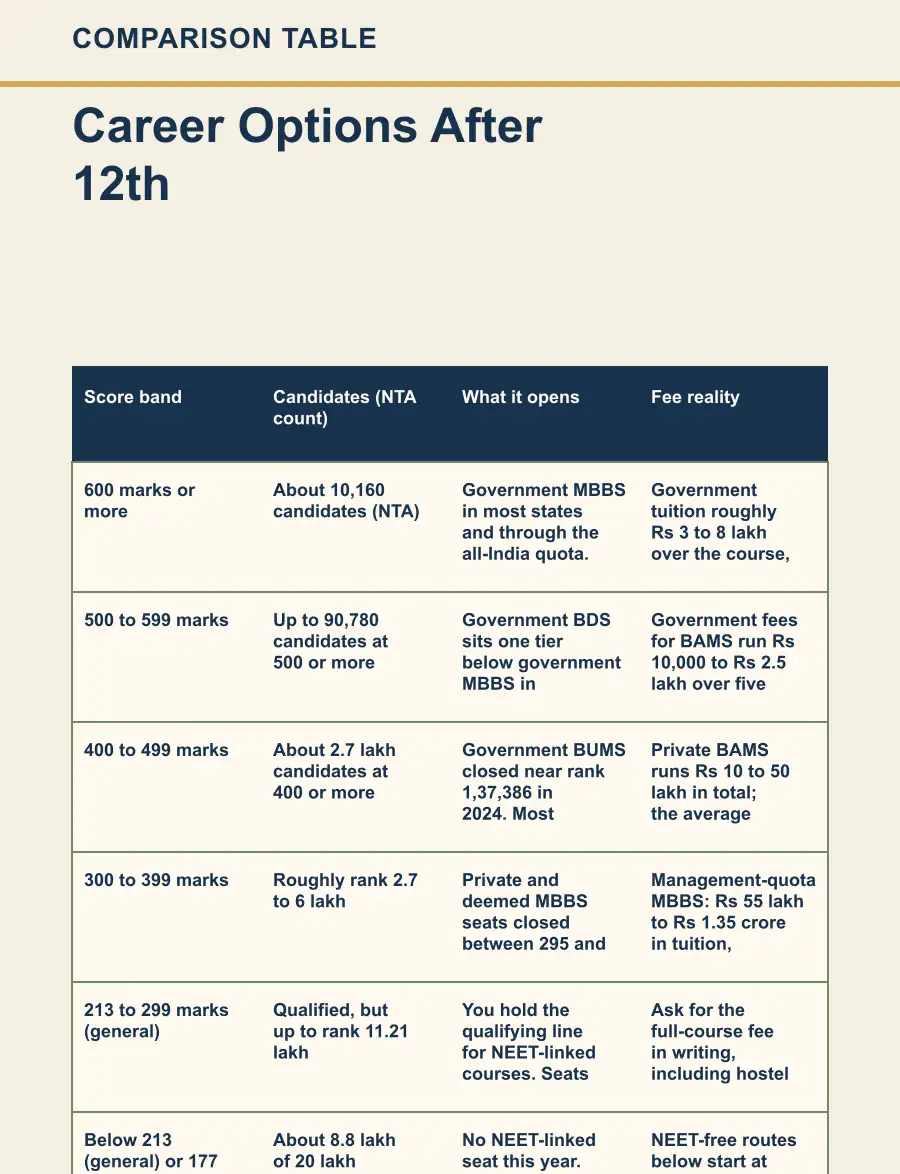 COMPARISON TABLE
Career Options After
12th
Score band
Candidates (NTA
count)
What it opens
Fee reality
600 marks or
more
About 10,160
candidates (NTA)
Government MBBS
in most states
and through the
all-India quota.
Government
tuition roughly
Rs 3 to 8 lakh
over the course,
500 to 599 marks
Up to 90,780
candidates at
500 or more
Government BDS
sits one tier
below government
MBBS in
Government fees
for BAMS run Rs
10,000 to Rs 2.5
lakh over five
400 to 499 marks
About 2.7 lakh
candidates at
400 or more
Government BUMS
closed near rank
1,37,386 in
2024. Most
Private BAMS
runs Rs 10 to 50
lakh in total;
the average
300 to 399 marks
Roughly rank 2.7
to 6 lakh
Private and
deemed MBBS
seats closed
between 295 and
Management-quota
MBBS: Rs 55 lakh
to Rs 1.35 crore
in tuition,
213 to 299 marks
(general)
Qualified, but
up to rank 11.21
lakh
You hold the
qualifying line
for NEET-linked
courses. Seats
Ask for the
full-course fee
in writing,
including hostel
Below 213
(general) or 177
About 8.8 lakh
of 20 lakh
No NEET-linked
seat this year.
NEET-free routes
below start at